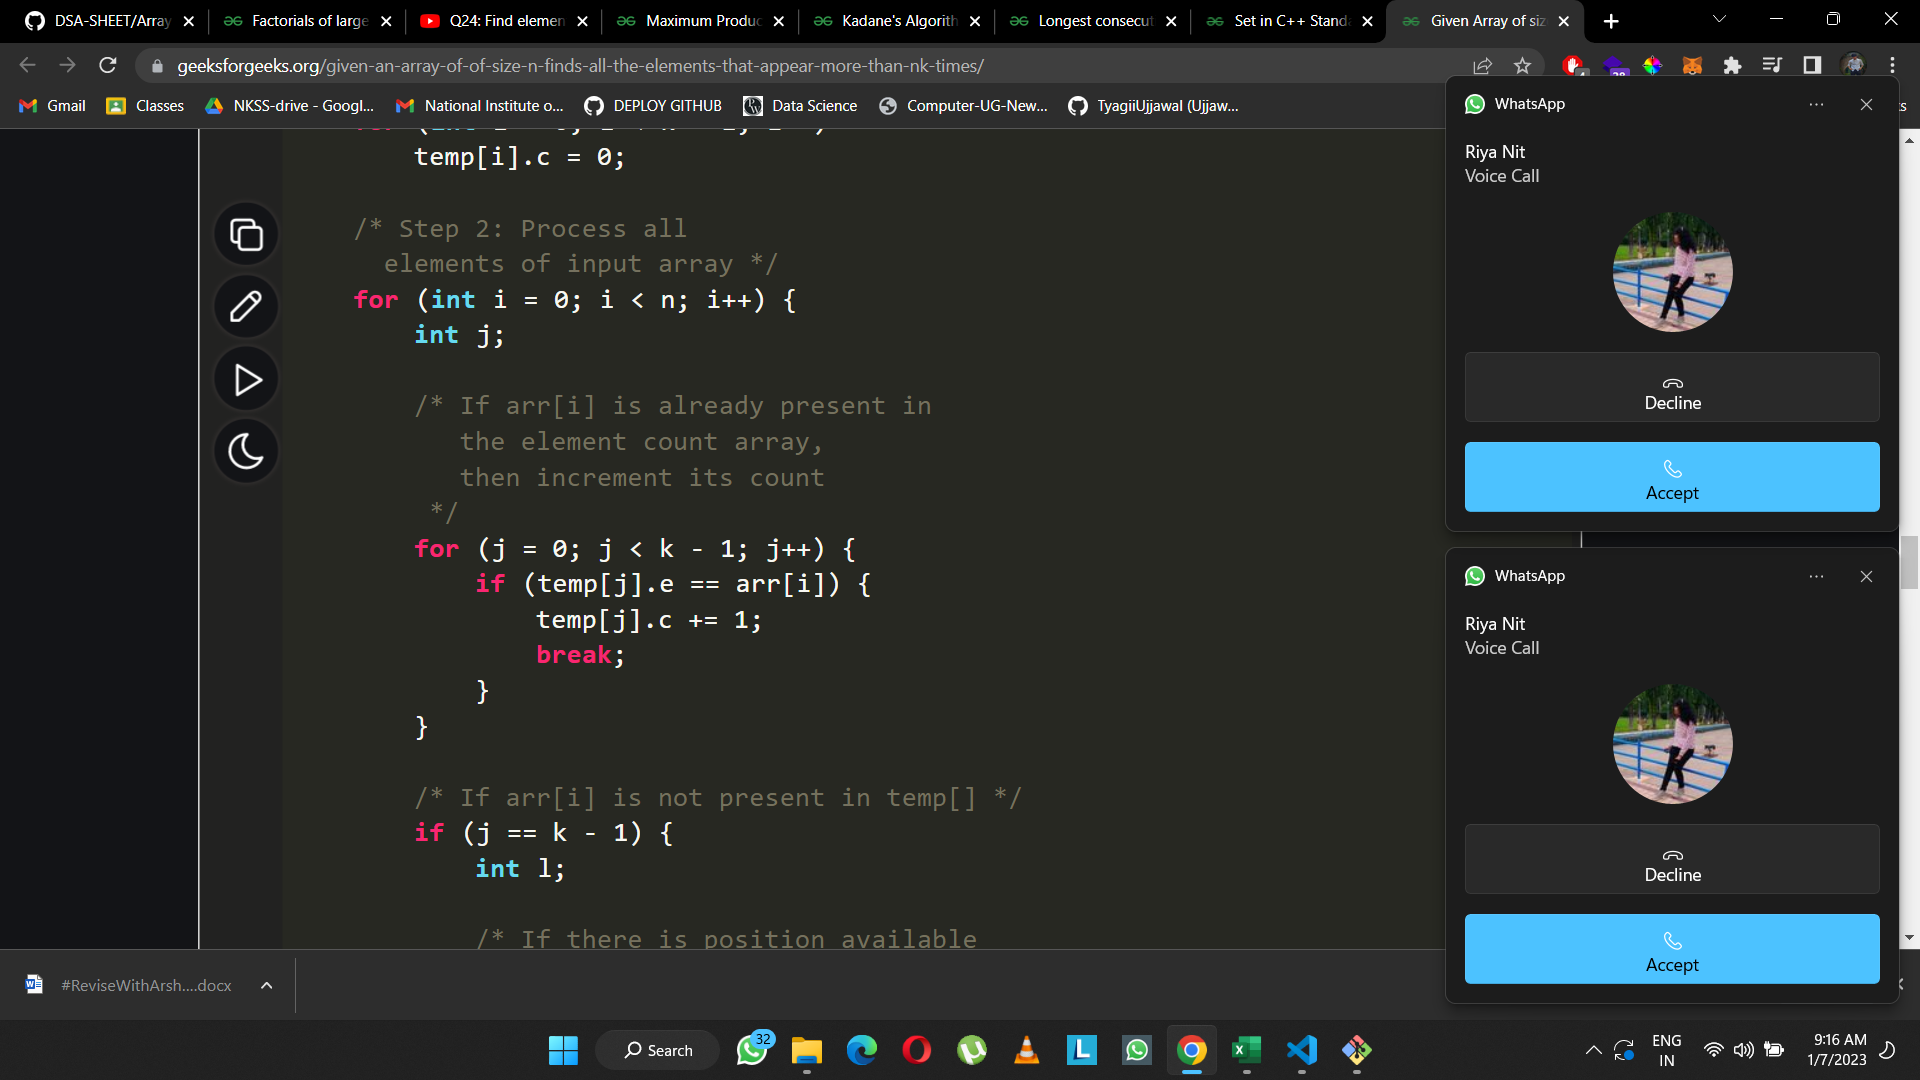 DSA-SHEET/Array
Factorials of large
Q24: Find elemen
Maximum Produc
Kadane's Algorith
Longest consecut
Set in C++ Standa
Given Array of siz
geeksforgeeks.org/given-an-array-of-of-size-n-finds-all-the-elements-that-appear-more-than-nk-times/
Gmail
Classes
NKSS-drive - Googl...
National Institute o...
DEPLOY GITHUB
Data Science
Computer-UG-New...
TyagiiUjjawal (Ujjaw...
temp[i].c = 0;
/* Step 2: Process all
elements of input array */
for (int i = 0; i < n; i++) {
int j;
/* If arr[i] is already present in
the element count array,
then increment its count
*/
for (j = 0; j < k - 1; j++) {
if (temp[j].e == arr[i]) {
temp[j].c += 1;
break;
}
}
/* If arr[i] is not present in temp[] */
if (j == k - 1) {
int l;
/* If there is position available
WhatsApp
Riya Nit
Voice Call
Decline
Accept
WhatsApp
Riya Nit
Voice Call
Decline
Accept
#ReviseWithArsh....docx
Search
32
ENG
IN
9:16 AM
1/7/2023